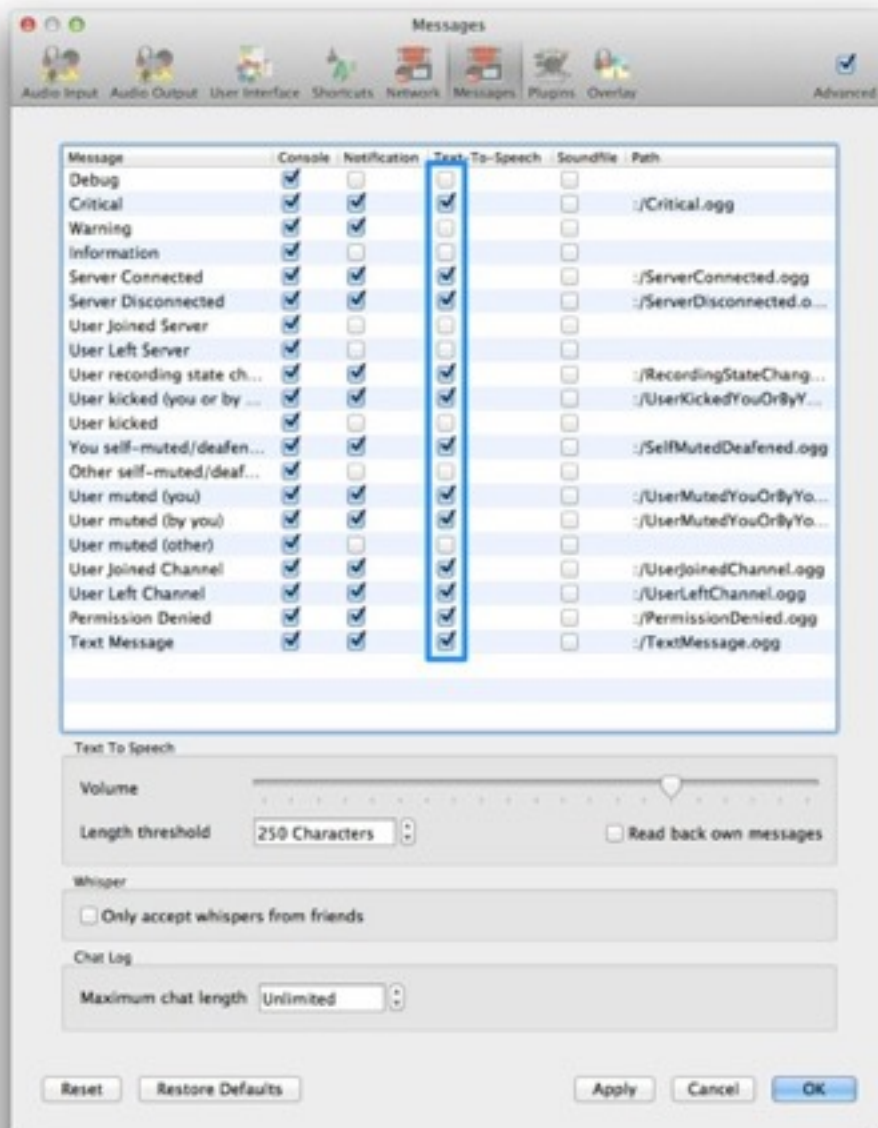 Messages
Audio Input Audio Output User Interface Shortcuts Network Messages Plugins Overlay Advanced
Message Console Notification Text-To-Speech Soundfile Path
Debug
Critical :/Critical.ogg
Warning
Information
Server Connected :/ServerConnected.ogg
Server Disconnected :/ServerDisconnected.o...
User Joined Server
User Left Server
User recording state ch... :/RecordingStateChang...
User kicked (you or by ... :/UserKickedYouOrByY...
User kicked
You self-muted/deafen... :/SelfMutedDeafened.ogg
Other self-muted/deaf...
User muted (you) :/UserMutedYouOrByYo...
User muted (by you) :/UserMutedYouOrByYo...
User muted (other)
User Joined Channel :/UserJoinedChannel.ogg
User Left Channel :/UserLeftChannel.ogg
Permission Denied :/PermissionDenied.ogg
Text Message :/TextMessage.ogg
Text To Speech
Volume
Length threshold 250 Characters Read back own messages
Whisper
Only accept whispers from friends
Chat Log
Maximum chat length Unlimited
Reset Restore Defaults Apply Cancel OK